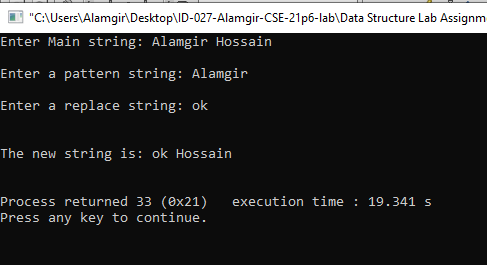 "C:\Users\Alamgir\Desktop\ID-027-Alamgir-CSE-21p6-lab\Data Structure Lab Assignm
Enter Main string: Alamgir Hossain
Enter a pattern string: Alamgir
Enter a replace string: ok
The new string is: ok Hossain
Process returned 33 (0x21)   execution time : 19.341 s
Press any key to continue.